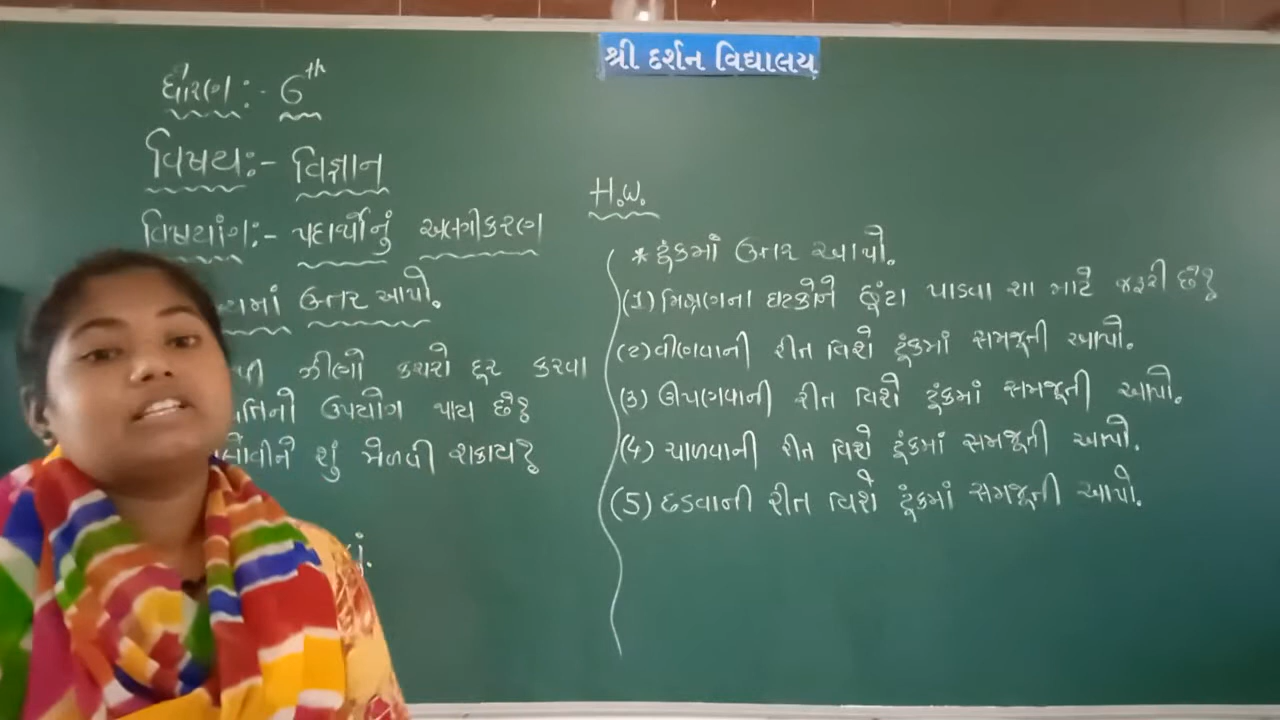 શ્રી દર્શન વિદ્યાલય
ધોરણ:- 6th
વિષય:- વિજ્ઞાન
વિષયાંગ:- પદાર્થોનું અલગીકરણ
ઉત્તર આપો.
ઝીણો કચરો દૂર કરવા
ઉપયોગ થાય છે?
શું મેળવી શકાય?
H.W.
* ટૂંકમાં ઉત્તર આપો.
(1) મિશ્રણના ઘટકોને છૂંટા પાડવા શા માટે જરૂરી છે?
(2) વીણવાની રીત વિશે ટૂંકમાં સમજૂતી આપો.
(3) ઊપણવાની રીત વિશે ટૂંકમાં સમજૂતી આપો.
(4) ચાળવાની રીત વિશે ટૂંકમાં સમજૂતી આપો.
(5) છડવાની રીત વિશે ટૂંકમાં સમજૂતી આપો.